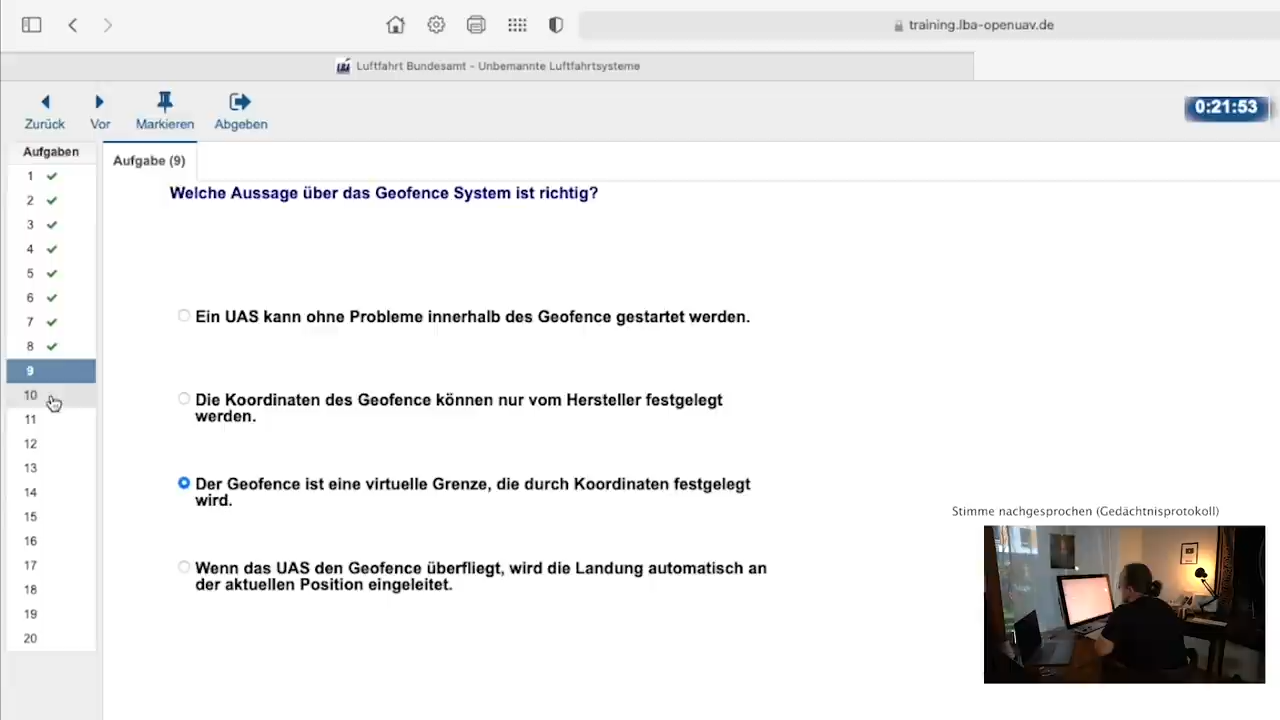 training.lba-openuav.de
Luftfahrt Bundesamt - Unbemannte Luftfahrtsysteme
Zurück
Vor
Markieren
Abgeben
0:21:53
Aufgaben
1
2
3
4
5
6
7
8
9
10
11
12
13
14
15
16
17
18
19
20
Aufgabe (9)
Welche Aussage über das Geofence System ist richtig?
Ein UAS kann ohne Probleme innerhalb des Geofence gestartet werden.
Die Koordinaten des Geofence können nur vom Hersteller festgelegt
werden.
Der Geofence ist eine virtuelle Grenze, die durch Koordinaten festgelegt
wird.
Wenn das UAS den Geofence überfliegt, wird die Landung automatisch an
der aktuellen Position eingeleitet.
Stimme nachgesprochen (Gedächtnisprotokoll)